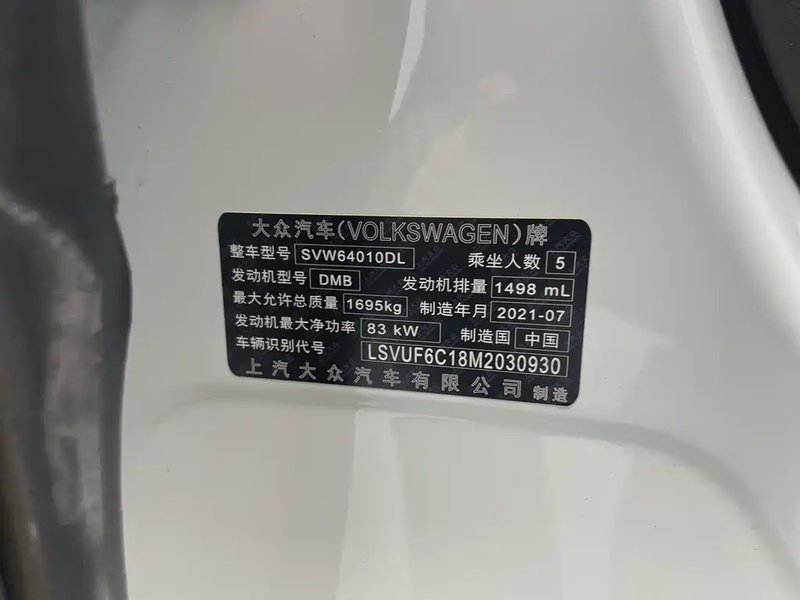 大众汽车(VOLKSWAGEN)牌
整车型号 SVW64010DL 乘坐人数 5
发动机型号 DMB 发动机排量 1498 mL
最大允许总质量 1695kg 制造年月 2021-07
发动机最大净功率 83 kW 制造国 中国
车辆识别代号 LSVUF6C18M2030930
上汽大众汽车有限公司 制造